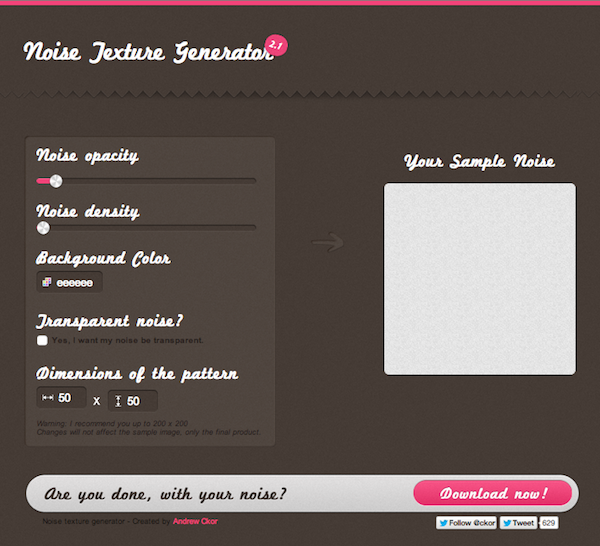 Noise Texture Generator 2.1
Noise opacity
Noise density
Background Color
eeeeee
Transparent noise?
Yes, I want my noise be transparent.
Dimensions of the pattern
50 x 50
Warning: I recommend you up to 200 x 200
Changes will not affect the sample image, only the final product.
Your Sample Noise
Are you done, with your noise?
Download now!
Noise texture generator - Created by Andrew Ckor
Follow @ckor Tweet 629